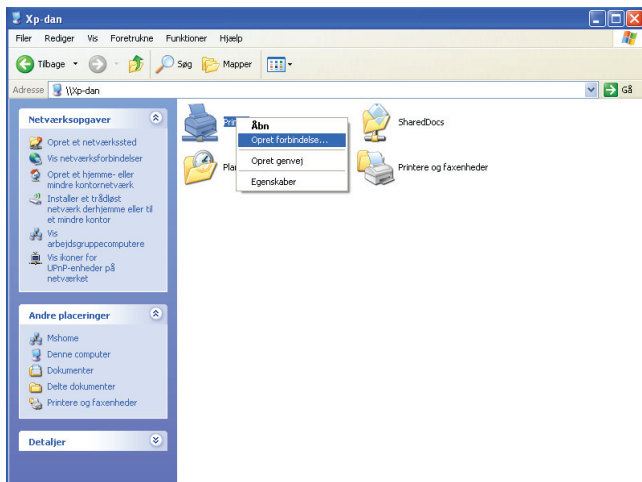 Xp-dan
Filer Rediger Vis Foretrukne Funktioner Hjælp
Tilbage Søg Mapper
Adresse \\Xp-dan Gå
Netværksopgaver
Opret et netværkssted
Vis netværksforbindelser
Opret et hjemme- eller
mindre kontornetværk
Installer et trådløst
netværk derhjemme eller til
et mindre kontor
Vis
arbejdsgruppecomputere
Vis ikoner for
UPnP-enheder på
netværket
Andre placeringer
Mshome
Denne computer
Dokumenter
Delte dokumenter
Printere og faxenheder
Detaljer
Åbn
Opret forbindelse...
Opret genvej
Egenskaber
SharedDocs
Printere og faxenheder